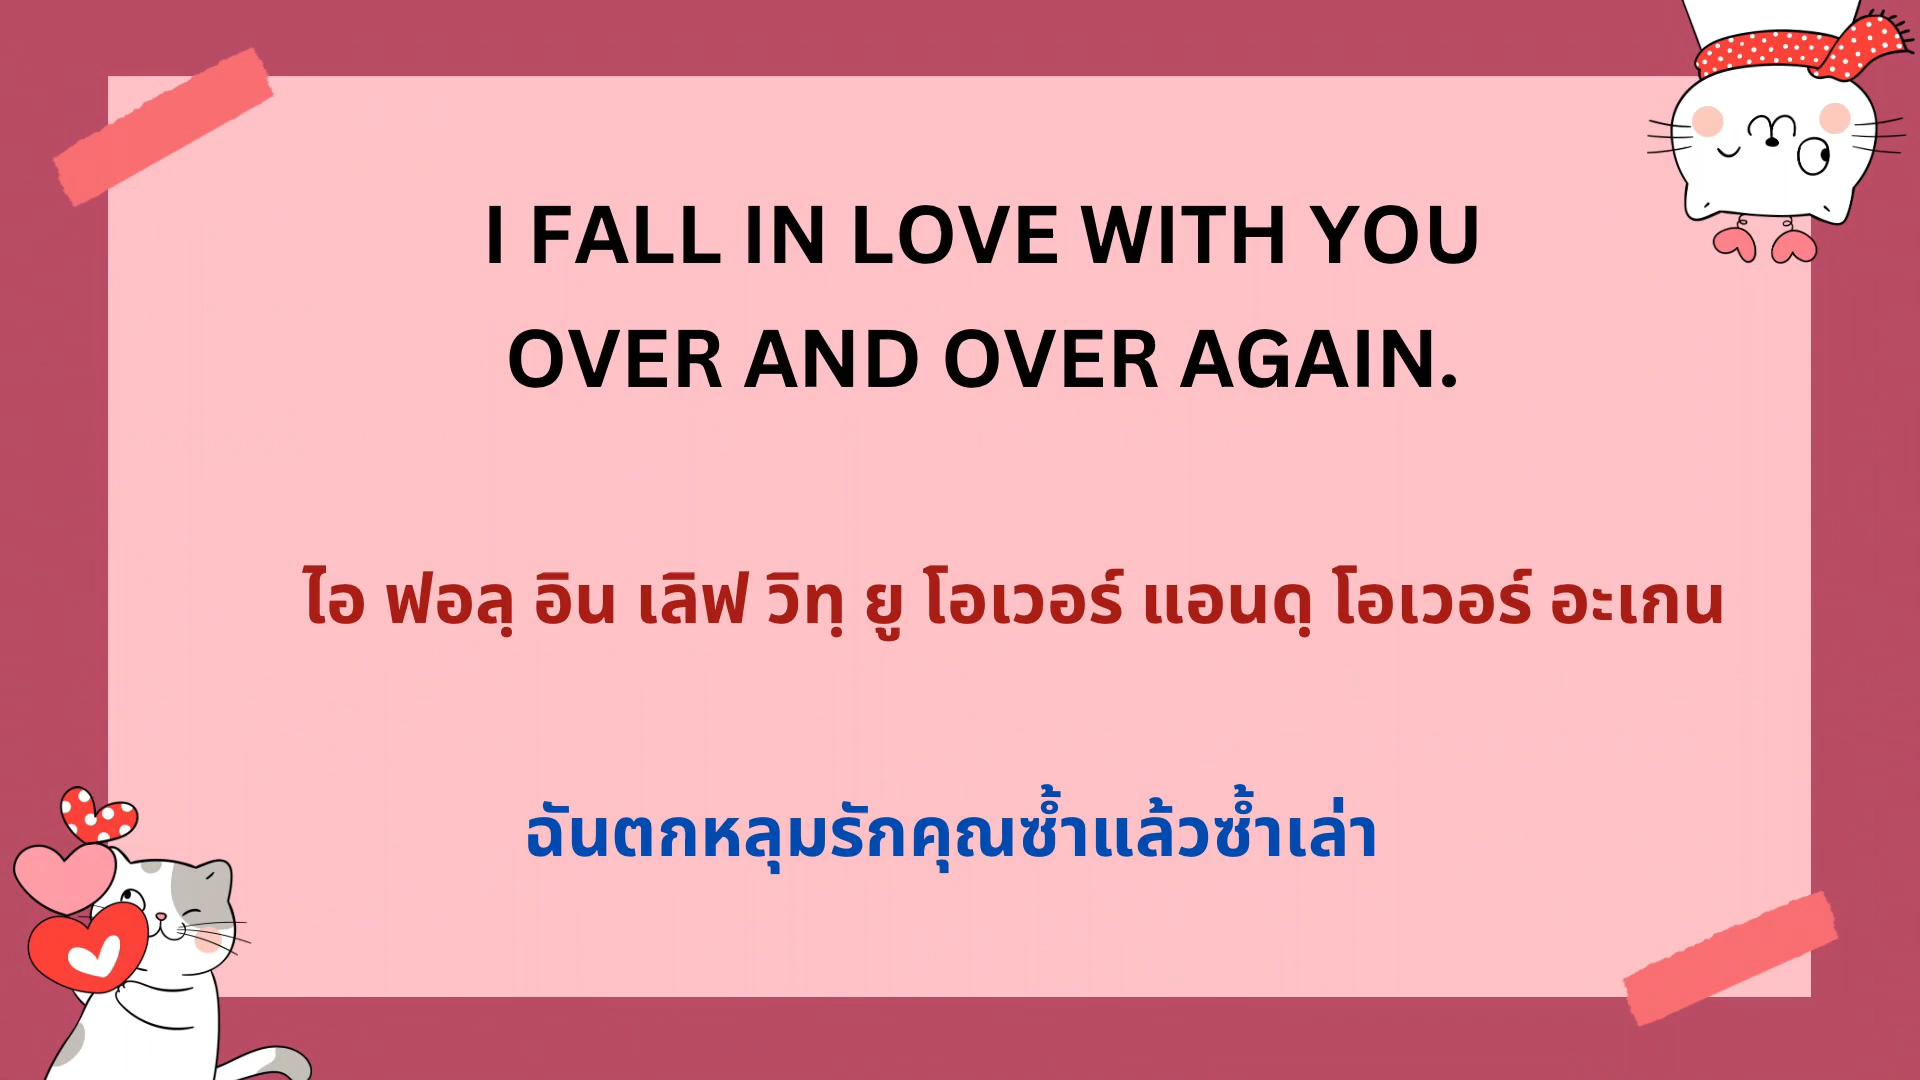 I FALL IN LOVE WITH YOU
OVER AND OVER AGAIN.
ไอ ฟอลฺ อิน เลิฟ วิทฺ ยู โอเวอร์ แอนดฺ โอเวอร์ อะเกน
ฉันตกหลุมรักคุณซ้ำแล้วซ้ำเล่า